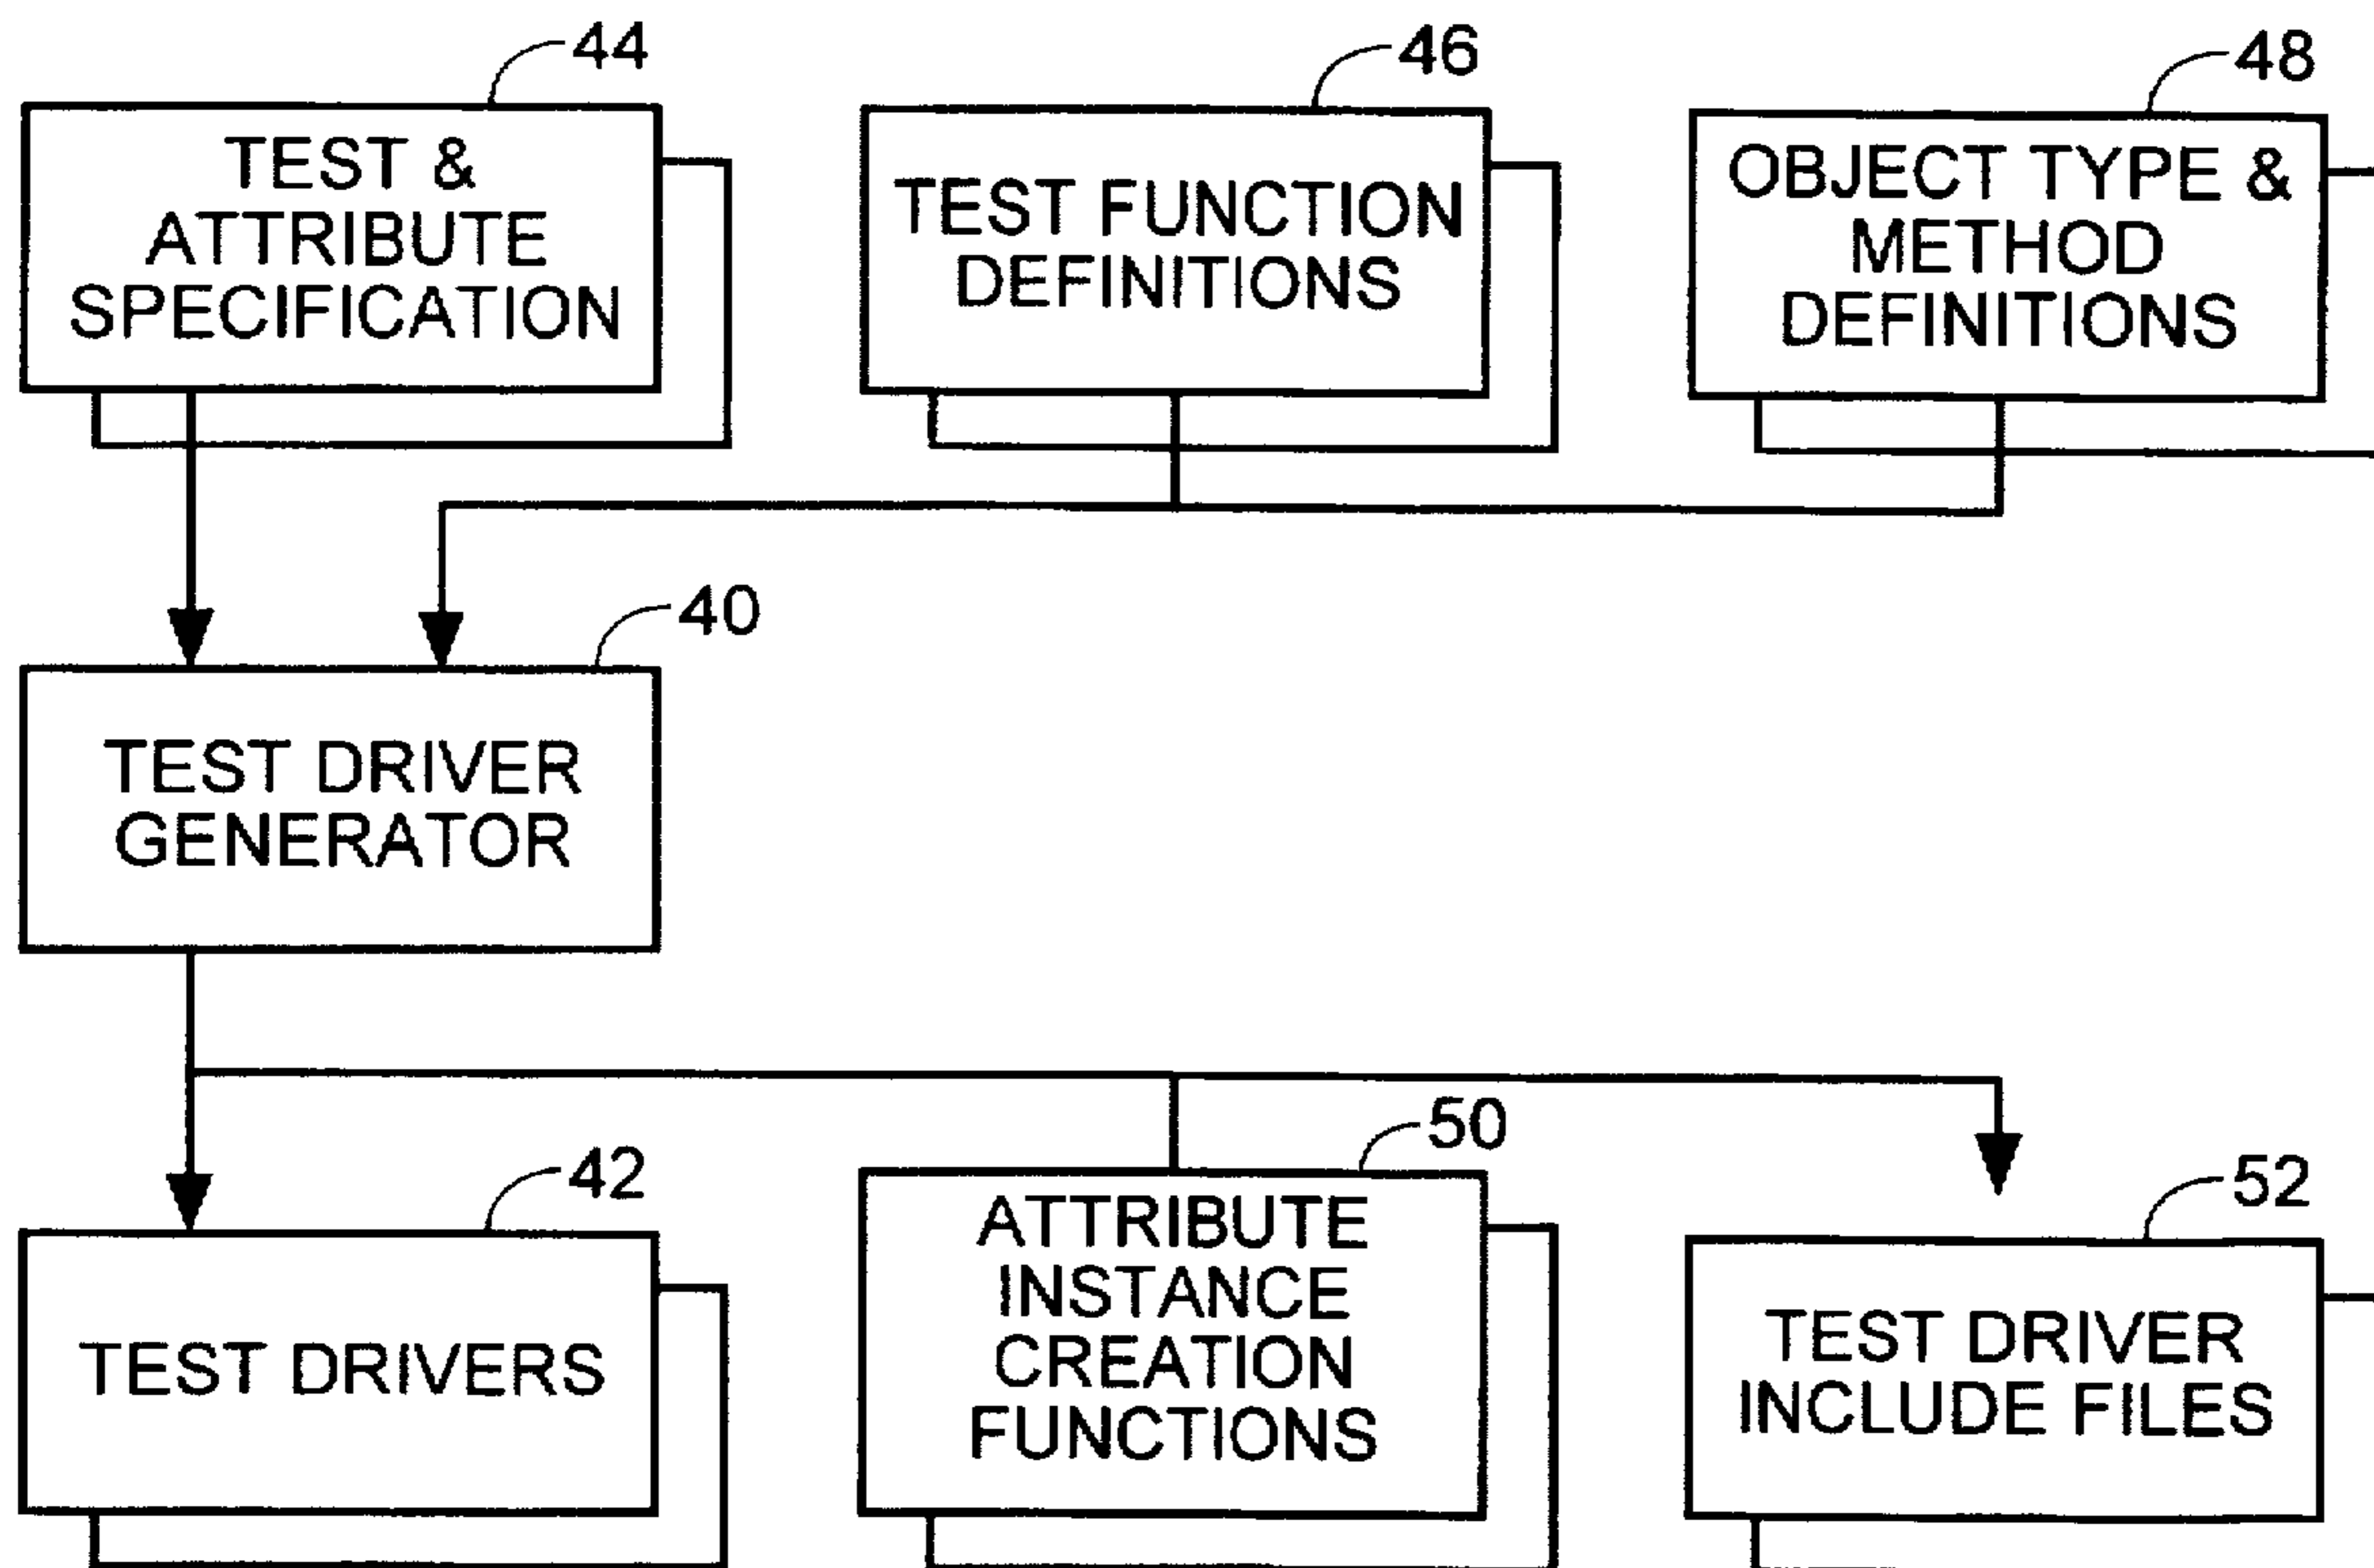 44
TEST &
ATTRIBUTE
SPECIFICATION
46
TEST FUNCTION
DEFINITIONS
48
OBJECT TYPE &
METHOD
DEFINITIONS
40
TEST DRIVER
GENERATOR
42
TEST DRIVERS
50
ATTRIBUTE
INSTANCE
CREATION
FUNCTIONS
52
TEST DRIVER
INCLUDE FILES